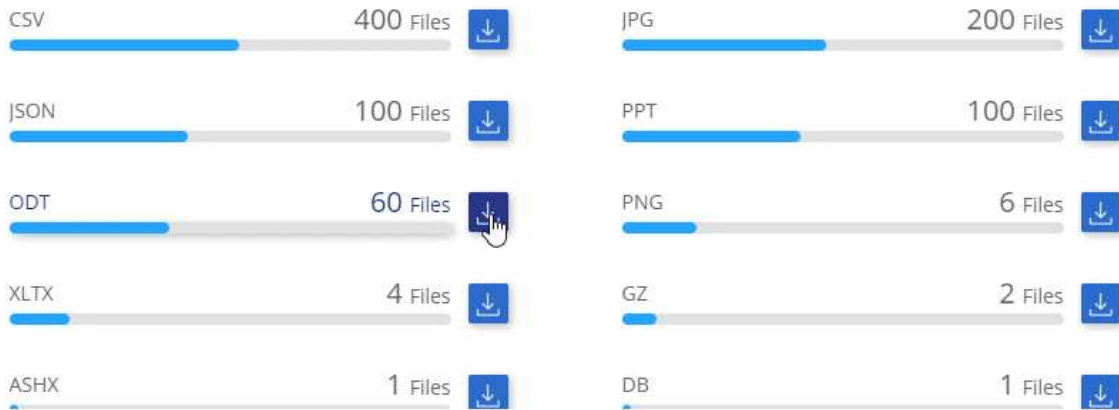 CSV 400 Files
JPG 200 Files
JSON 100 Files
PPT 100 Files
ODT 60 Files
PNG 6 Files
XLTX 4 Files
GZ 2 Files
ASHX 1 Files
DB 1 Files